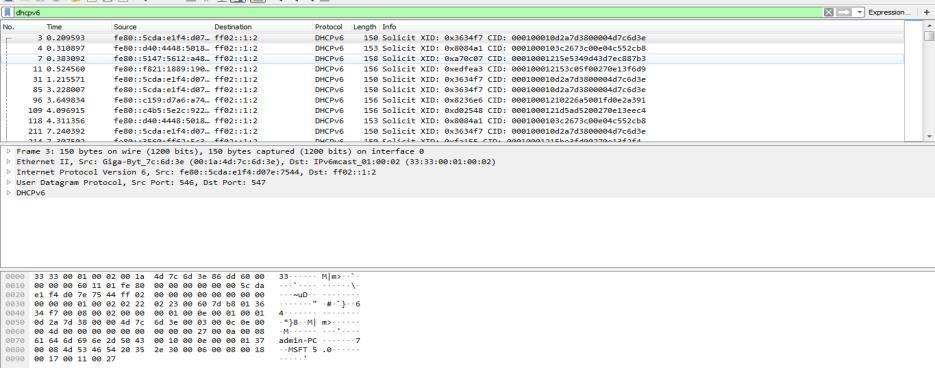 dhcpv6
Expression...
+
No. Time Source Destination Protocol Length Info
3 0.209593 fe80::5cda:e1f4:d07… ff02::1:2 DHCPv6 150 Solicit XID: 0x3634f7 CID: 000100010d2a7d3800004d7c6d3e
4 0.310897 fe80::d40:4448:5018… ff02::1:2 DHCPv6 153 Solicit XID: 0x8084a1 CID: 000100103c2673c00e04c552cb8
7 0.383092 fe80::5147:5612:a48… ff02::1:2 DHCPv6 158 Solicit XID: 0xa70c07 CID: 00010001215e5349d43d7ec887b3
11 0.524560 fe80::f821:1889:190… ff02::1:2 DHCPv6 156 Solicit XID: 0xedfea3 CID: 000100012153c05f00270e13f6d9
31 1.215571 fe80::5cda:e1f4:d07… ff02::1:2 DHCPv6 150 Solicit XID: 0x3634f7 CID: 000100010d2a7d3800004d7c6d3e
85 3.228007 fe80::5cda:e1f4:d07… ff02::1:2 DHCPv6 150 Solicit XID: 0x3634f7 CID: 000100010d2a7d3800004d7c6d3e
96 3.649834 fe80::c159:d7a6:a74… ff02::1:2 DHCPv6 156 Solicit XID: 0x8236e6 CID: 0001000121022​6a5001fd0e2a391
109 4.096915 fe80::c4b5:5e2c:922… ff02::1:2 DHCPv6 156 Solicit XID: 0xd02548 CID: 00010001​21d5ad5200270e13eec4
118 4.311356 fe80::d40:4448:5018… ff02::1:2 DHCPv6 153 Solicit XID: 0x8084a1 CID: 000100103c2673c00e04c552cb8
211 7.240392 fe80::5cda:e1f4:d07… ff02::1:2 DHCPv6 150 Solicit XID: 0x3634f7 CID: 000100010d2a7d3800004d7c6d3e
Frame 3: 150 bytes on wire (1200 bits), 150 bytes captured (1200 bits) on interface 0
Ethernet II, Src: Giga-Byt_7c:6d:3e (00:1a:4d:7c:6d:3e), Dst: IPv6mcast_01:00:02 (33:33:00:01:00:02)
Internet Protocol Version 6, Src: fe80::5cda:e1f4:d07e:7544, Dst: ff02::1:2
User Datagram Protocol, Src Port: 546, Dst Port: 547
DHCPv6
0000 33 33 00 01 00 02 00 1a 4d 7c 6d 3e 86 dd 60 00 33······ M|m>··`·
0010 00 00 00 60 11 01 fe 80 00 00 00 00 00 00 5c da ···`···· ······\·
0020 e1 f4 d0 7e 75 44 ff 02 00 00 00 00 00 00 00 00 ···~uD·· ········
0030 00 00 00 01 00 02 02 22 02 23 00 60 7d b8 01 36 ·······" ·#·`}··6
0040 34 f7 00 08 00 02 00 00 00 01 00 0e 00 01 00 01 4······· ········
0050 0d 2a 7d 38 00 00 4d 7c 6d 3e 00 03 00 0c 0e 00 ·*}8··M| m>······
0060 00 4d 00 00 00 00 00 00 00 00 00 27 00 0a 00 08 ·M······ ···'····
0070 61 64 6d 69 6e 2d 50 43 00 10 00 0e 00 00 01 37 admin-PC ·······7
0080 00 08 4d 53 46 54 20 35 2e 30 00 06 00 08 00 18 ··MSFT 5 .0······
0090 00 17 00 11 00 27 ·····'